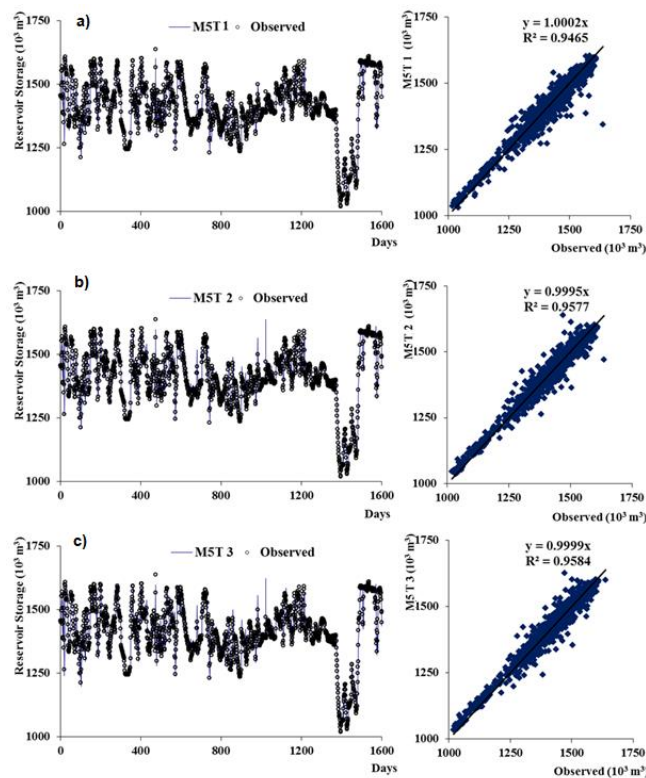 a)
M5T 1 Observed
Reservoir Storage (10³ m³)
1750
1500
1250
1000
0 400 800 1200 1600
Days
y = 1.0002x
R² = 0.9465
M5T 1 (10³ m³)
1750
1500
1250
1000
1000 1250 1500 1750
Observed (10³ m³)
b)
M5T 2 Observed
Reservoir Storage (10³ m³)
1750
1500
1250
1000
0 400 800 1200 1600
Days
y = 0.9995x
R² = 0.9577
M5T 2 (10³ m³)
1750
1500
1250
1000
1000 1250 1500 1750
Observed (10³ m³)
c)
M5T 3 Observed
Reservoir Storage (10³ m³)
1750
1500
1250
1000
0 400 800 1200 1600
Days
y = 0.9999x
R² = 0.9584
M5T 3 (10³ m³)
1750
1500
1250
1000
1000 1250 1500 1750
Observed (10³ m³)